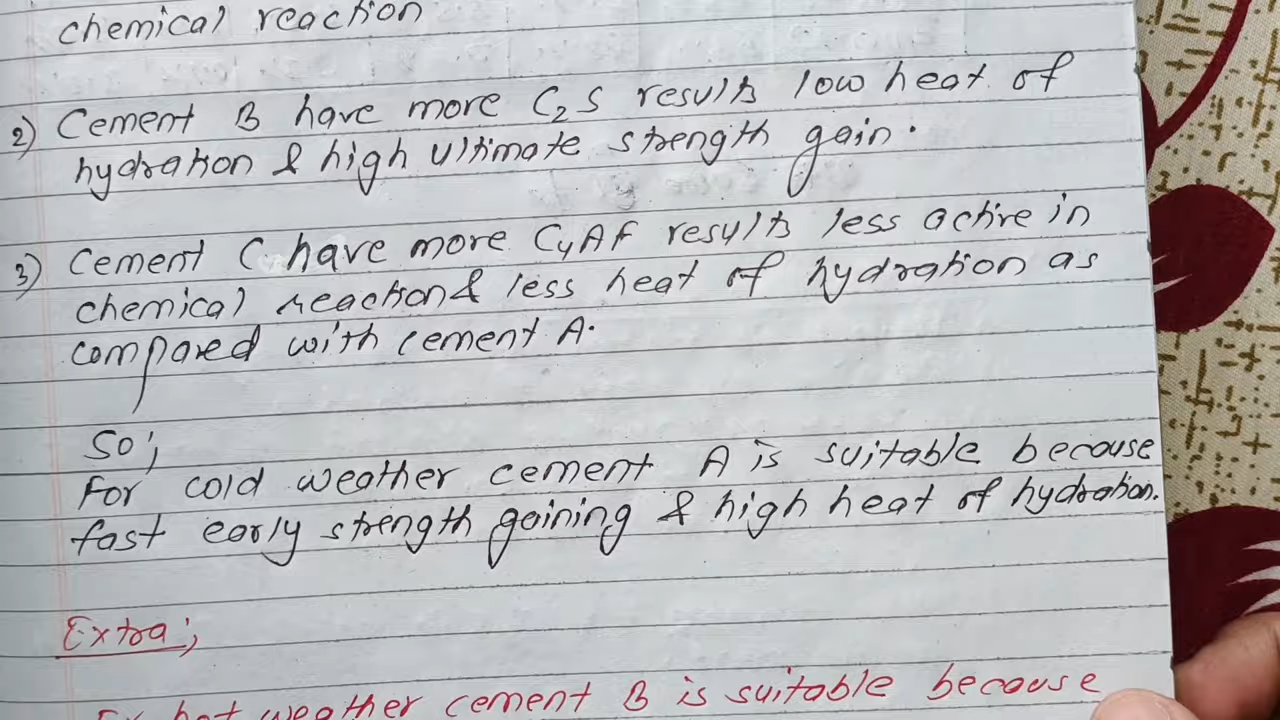 chemical reaction
2) Cement B have more C₂S results low heat of
hydration & high ultimate strength gain.
3) Cement C have more C₄AF results less active in
chemical reaction & less heat of hydration as
compared with cement A.
So;
For cold weather cement A is suitable because
fast early strength gaining & high heat of hydration.
Extra;
For hot weather cement B is suitable because